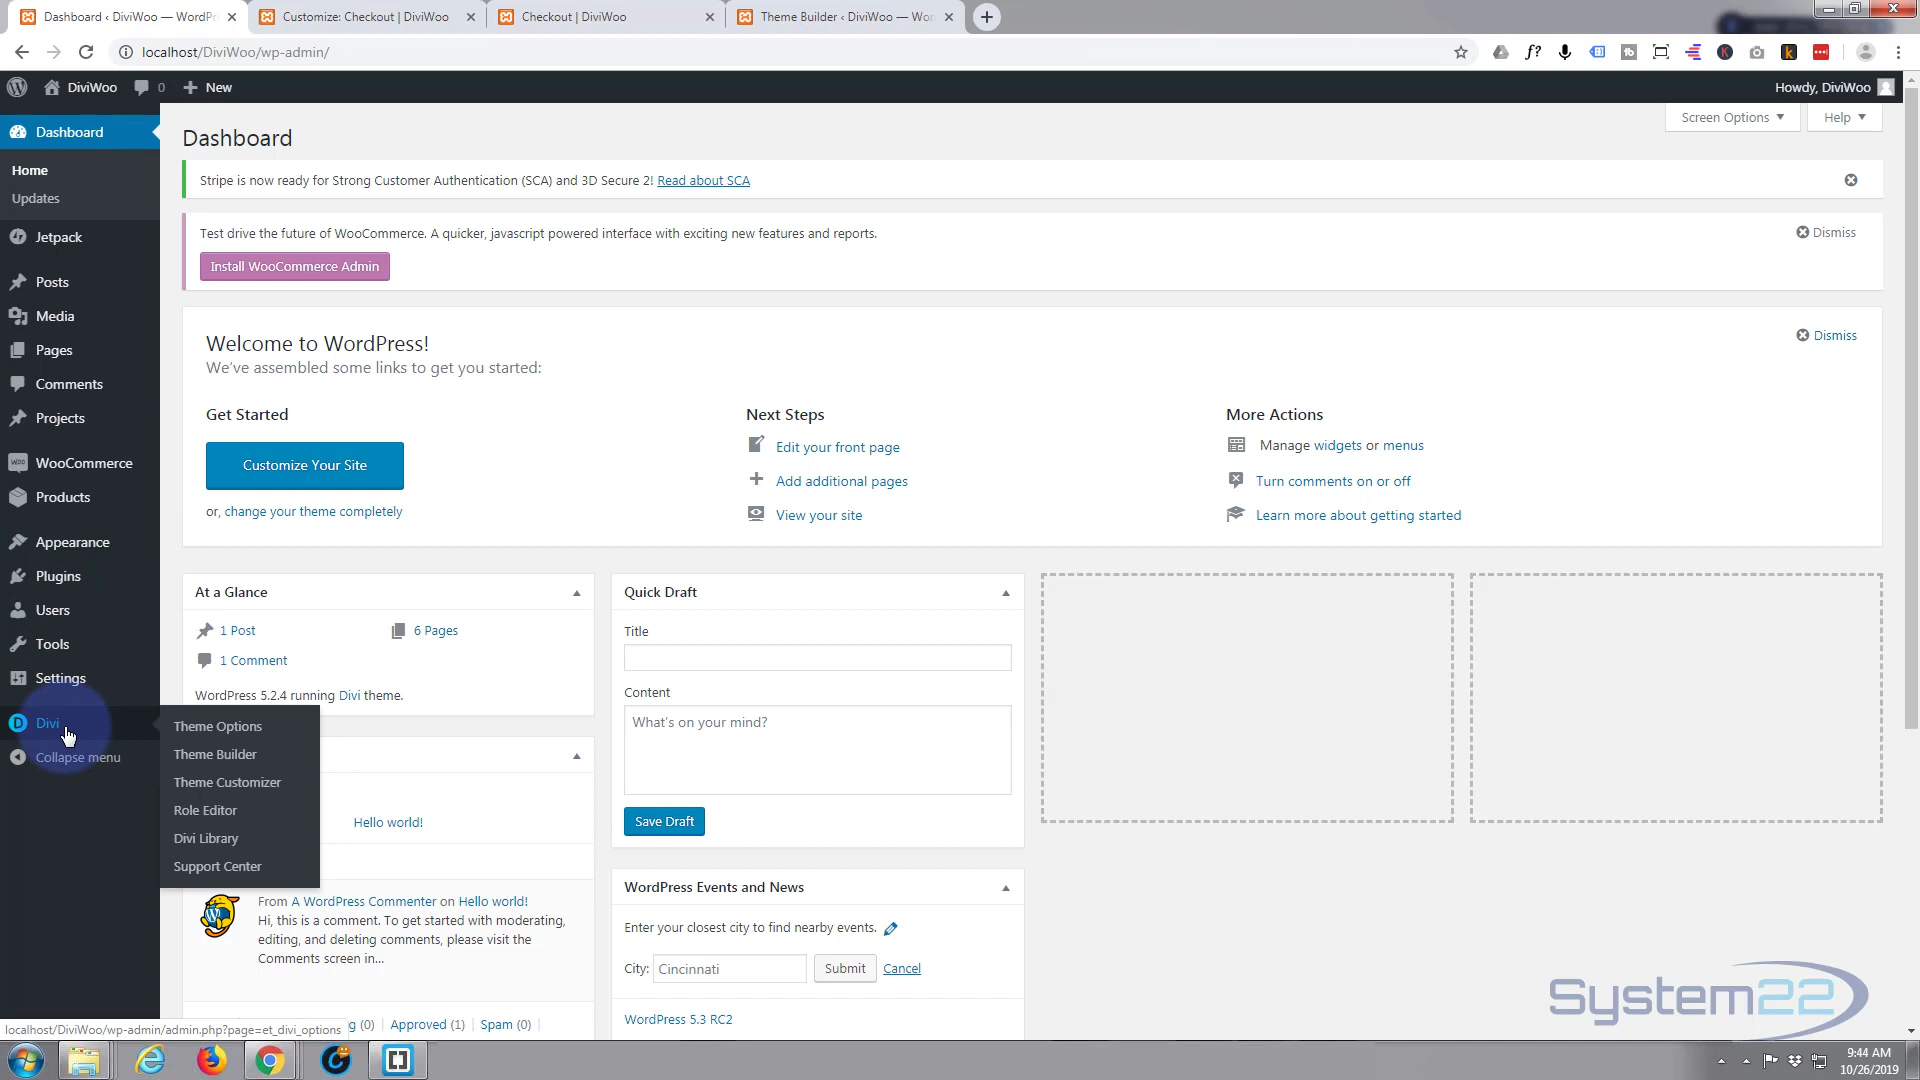 Dashboard ‹ DiviWoo — WordPr
Customize: Checkout | DiviWoo
Checkout | DiviWoo
Theme Builder ‹ DiviWoo — Wor
localhost/DiviWoo/wp-admin/
DiviWoo
0
New
Howdy, DiviWoo
Screen Options
Help
Dashboard
Home
Updates
Jetpack
Posts
Media
Pages
Comments
Projects
WooCommerce
Products
Appearance
Plugins
Users
Tools
Settings
Divi
Collapse menu
Theme Options
Theme Builder
Theme Customizer
Role Editor
Divi Library
Support Center
Dashboard
Stripe is now ready for Strong Customer Authentication (SCA) and 3D Secure 2! Read about SCA
Test drive the future of WooCommerce. A quicker, javascript powered interface with exciting new features and reports.
Dismiss
Install WooCommerce Admin
Welcome to WordPress!
Dismiss
We've assembled some links to get you started:
Get Started
Customize Your Site
or, change your theme completely
Next Steps
Edit your front page
Add additional pages
View your site
More Actions
Manage widgets or menus
Turn comments on or off
Learn more about getting started
At a Glance
1 Post
6 Pages
1 Comment
WordPress 5.2.4 running Divi theme.
Hello world!
From A WordPress Commenter on Hello world!
Hi, this is a comment. To get started with moderating,
editing, and deleting comments, please visit the
Comments screen in...
g (0)
Approved (1)
Spam (0)
Quick Draft
Title
Content
What's on your mind?
Save Draft
WordPress Events and News
Enter your closest city to find nearby events.
City:
Cincinnati
Submit
Cancel
WordPress 5.3 RC2
System22
localhost/DiviWoo/wp-admin/admin.php?page=et_divi_options
9:44 AM
10/26/2019